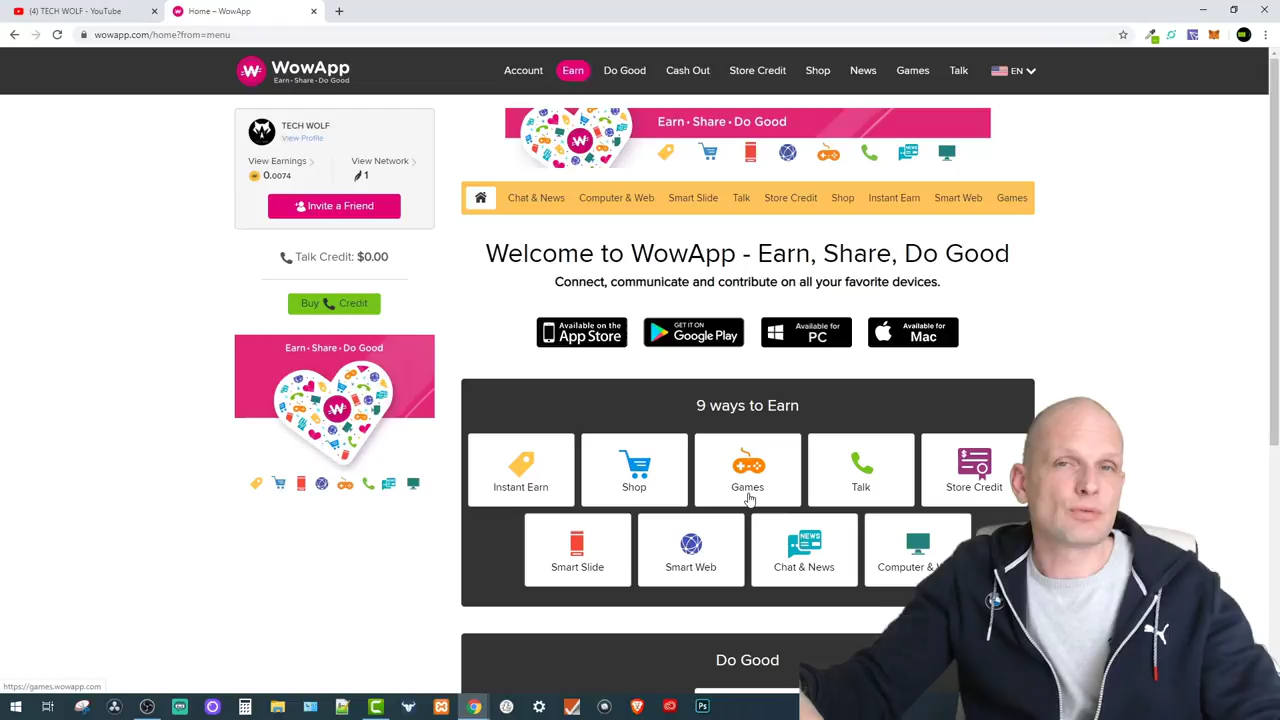 (4) TECH WOLF - YouTube
Home – WowApp
wowapp.com/home?from=menu
WowApp
Earn • Share • Do Good
Account Earn Do Good Cash Out Store Credit Shop News Games Talk EN
TECH WOLF
View Profile
View Earnings View Network
0.0074 1
Invite a Friend
Talk Credit: $0.00
Buy Credit
Earn • Share • Do Good
Earn • Share • Do Good
Chat & News Computer & Web Smart Slide Talk Store Credit Shop Instant Earn Smart Web Games
Welcome to WowApp - Earn, Share, Do Good
Connect, communicate and contribute on all your favorite devices.
Available on the
App Store
GET IT ON
Google Play
Available for
PC
Available for
Mac
9 ways to Earn
Instant Earn Shop Games Talk Store Credit
NEWS
Smart Slide Smart Web Chat & News Computer &
Do Good
https://games.wowapp.com